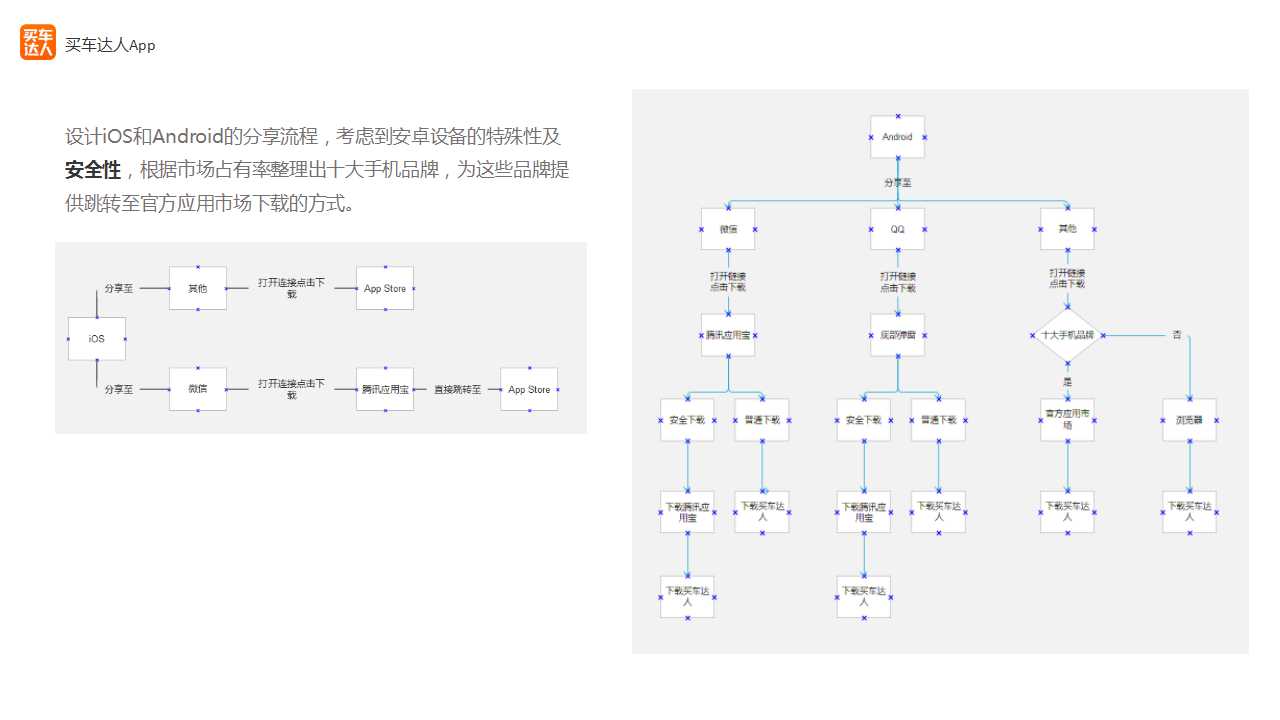 买车
达人
买车达人App
设计iOS和Android的分享流程，考虑到安卓设备的特殊性及
安全性，根据市场占有率整理出十大手机品牌，为这些品牌提
供跳转至官方应用市场下载的方式。
分享至
其他
打开连接点击下
载
App Store
iOS
分享至
微信
打开连接点击下
载
腾讯应用宝
直接跳转至
App Store
Android
分享至
微信
QQ
其他
打开链接
点击下载
打开链接
点击下载
打开链接
点击下载
腾讯应用宝
底部弹窗
十大手机品牌
否
是
安全下载
普通下载
安全下载
普通下载
官方应用市
场
浏览器
下载腾讯应
用宝
下载买车达
人
下载腾讯应
用宝
下载买车达
人
下载买车达
人
下载买车达
人
下载买车达
人
下载买车达
人